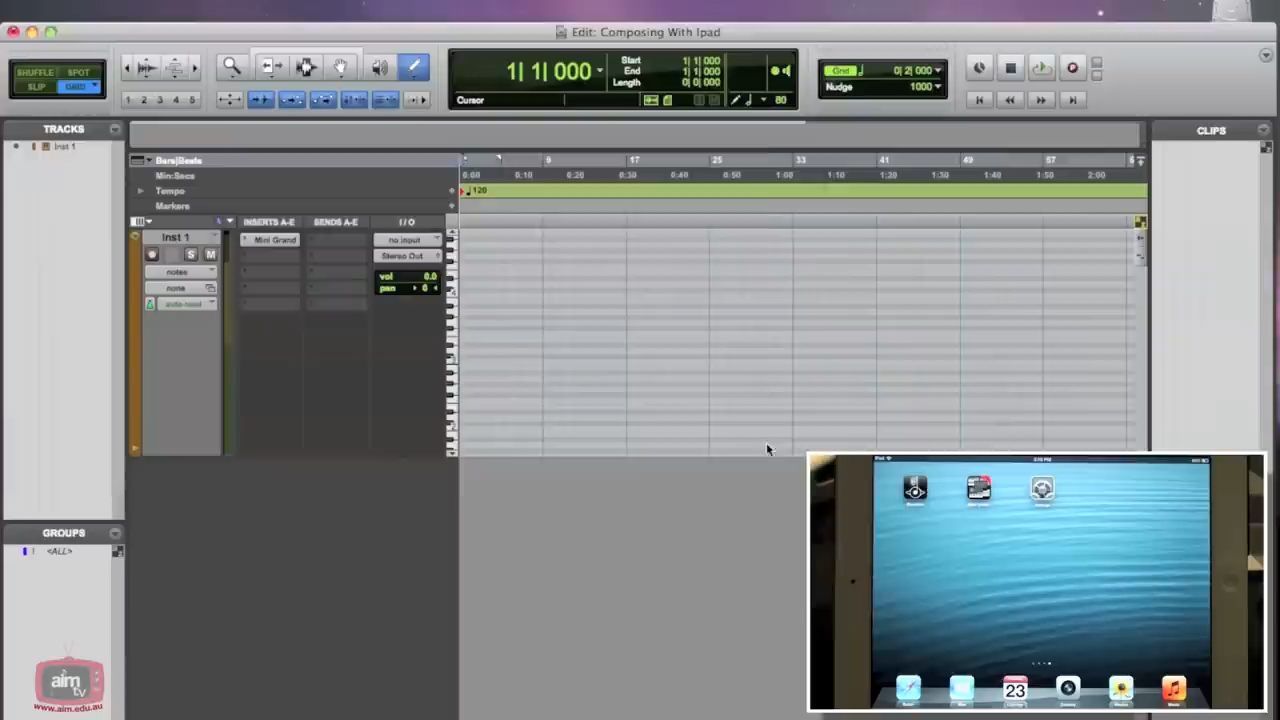 Edit: Composing With Ipad
SHUFFLE SPOT
SLIP GRID
1 2 3 4 5
1| 1| 000
Start 1| 1| 000
End 1| 1| 000
Length 0| 0| 000
Cursor
80
Grid 0| 2| 000
Nudge 1000
TRACKS
Inst 1
CLIPS
Bars|Beats
9 17 25 33 41 49 57
Min:Secs
0:00 0:10 0:20 0:30 0:40 0:50 1:00 1:10 1:20 1:30 1:40 1:50 2:00
Tempo
120
Markers
INSERTS A-E SENDS A-E I / O
Inst 1
S M
notes
none
auto read
Mini Grand
no input
Stereo Out
vol 0.0
pan 0
GROUPS
<ALL>
23
aim
tv
www.aim.edu.au